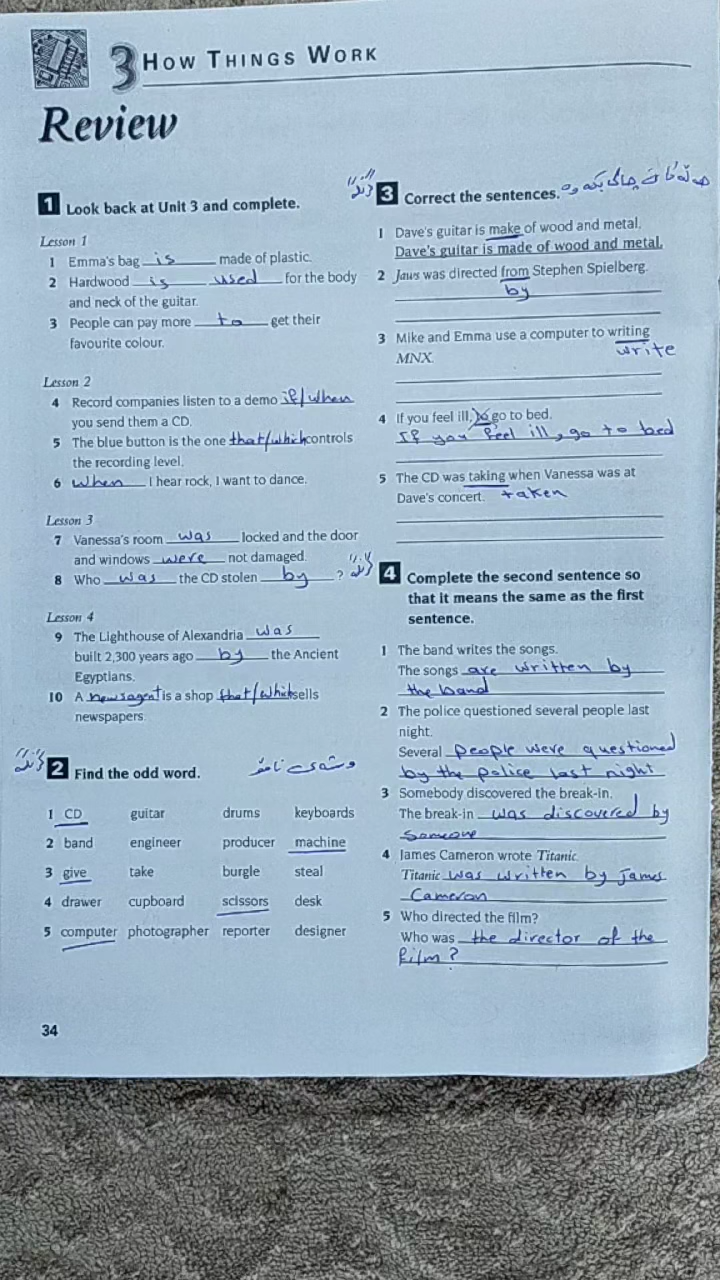 3 HOW THINGS WORK
Review
1 Look back at Unit 3 and complete.
Lesson 1
1 Emma's bag is made of plastic.
2 Hardwood is used for the body
and neck of the guitar.
3 People can pay more to get their
favourite colour.
Lesson 2
4 Record companies listen to a demo if/when
you send them a CD.
5 The blue button is the one that/which controls
the recording level.
6 when I hear rock, I want to dance.
Lesson 3
7 Vanessa's room was locked and the door
and windows were not damaged.
8 Who was the CD stolen by ?
Lesson 4
9 The Lighthouse of Alexandria was
built 2,300 years ago by the Ancient
Egyptians.
10 A newsagent is a shop that/which sells
newspapers.
2 Find the odd word.
1 CD guitar drums keyboards
2 band engineer producer machine
3 give take burgle steal
4 drawer cupboard scissors desk
5 computer photographer reporter designer
34
3 Correct the sentences.
1 Dave's guitar is make of wood and metal.
Dave's guitar is made of wood and metal.
2 Jaws was directed from Stephen Spielberg.
by
3 Mike and Emma use a computer to writing
MNX. write
4 If you feel ill, to go to bed.
If you feel ill, go to bed
5 The CD was taking when Vanessa was at
Dave's concert. taken
4 Complete the second sentence so
that it means the same as the first
sentence.
1 The band writes the songs.
The songs are written by
the band
2 The police questioned several people last
night.
Several people were questioned
by the police last night
3 Somebody discovered the break-in.
The break-in was discovered by
someone
4 James Cameron wrote Titanic.
Titanic was written by James
Cameron
5 Who directed the film?
Who was the director of the
film?